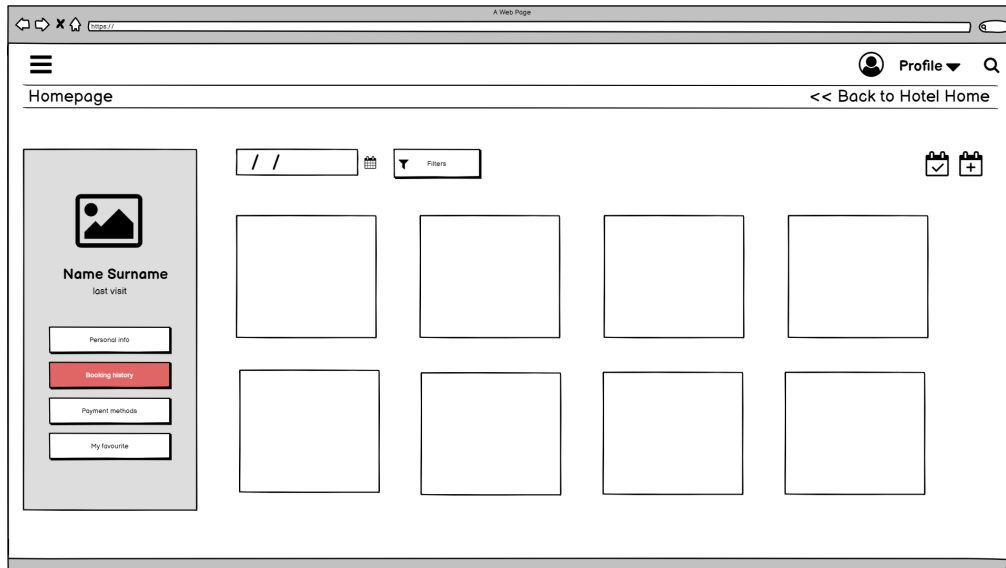 A Web Page
https://
Profile
Homepage
<< Back to Hotel Home
/ /
Filters
Name Surname
last visit
Personal info
Booking history
Payment methods
My favourite